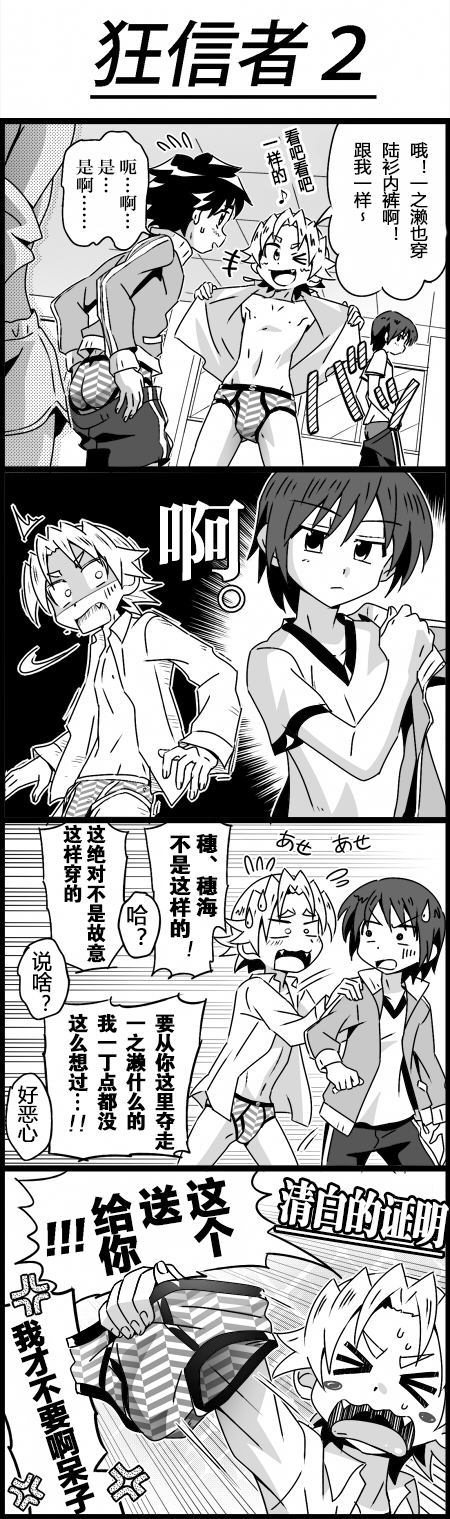 狂信者2
哦！一之濑也穿
陆衫内裤啊！
跟我一样～
看吧看吧
一样的♪
呃…啊…
是…
是啊……
啊
穗、穗海
不是这样的！
哈？
这绝对不是故意
这样穿的
说啥？
あせ あせ
要从你这里夺走
一之濑什么的
我一丁点都没
这么想过…!!
好恶心
清白的证明
这个
送
给你
!!!
我才不要啊呆子